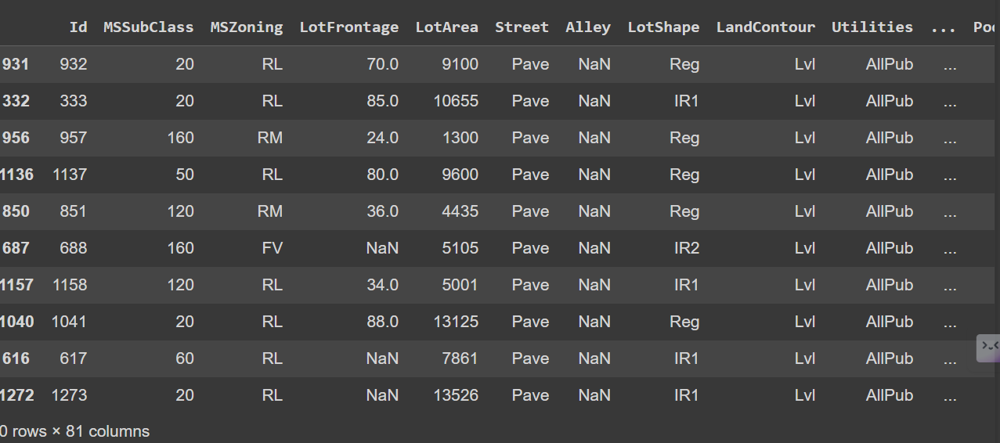 Id MSSubClass MSZoning LotFrontage LotArea Street Alley LotShape LandContour Utilities ...
931 932 20 RL 70.0 9100 Pave NaN Reg Lvl AllPub ...
332 333 20 RL 85.0 10655 Pave NaN IR1 Lvl AllPub ...
956 957 160 RM 24.0 1300 Pave NaN Reg Lvl AllPub ...
1136 1137 50 RL 80.0 9600 Pave NaN Reg Lvl AllPub ...
850 851 120 RM 36.0 4435 Pave NaN Reg Lvl AllPub ...
687 688 160 FV NaN 5105 Pave NaN IR2 Lvl AllPub ...
1157 1158 120 RL 34.0 5001 Pave NaN IR1 Lvl AllPub ...
1040 1041 20 RL 88.0 13125 Pave NaN Reg Lvl AllPub ...
616 617 60 RL NaN 7861 Pave NaN IR1 Lvl AllPub ...
1272 1273 20 RL NaN 13526 Pave NaN IR1 Lvl AllPub ...
0 rows × 81 columns